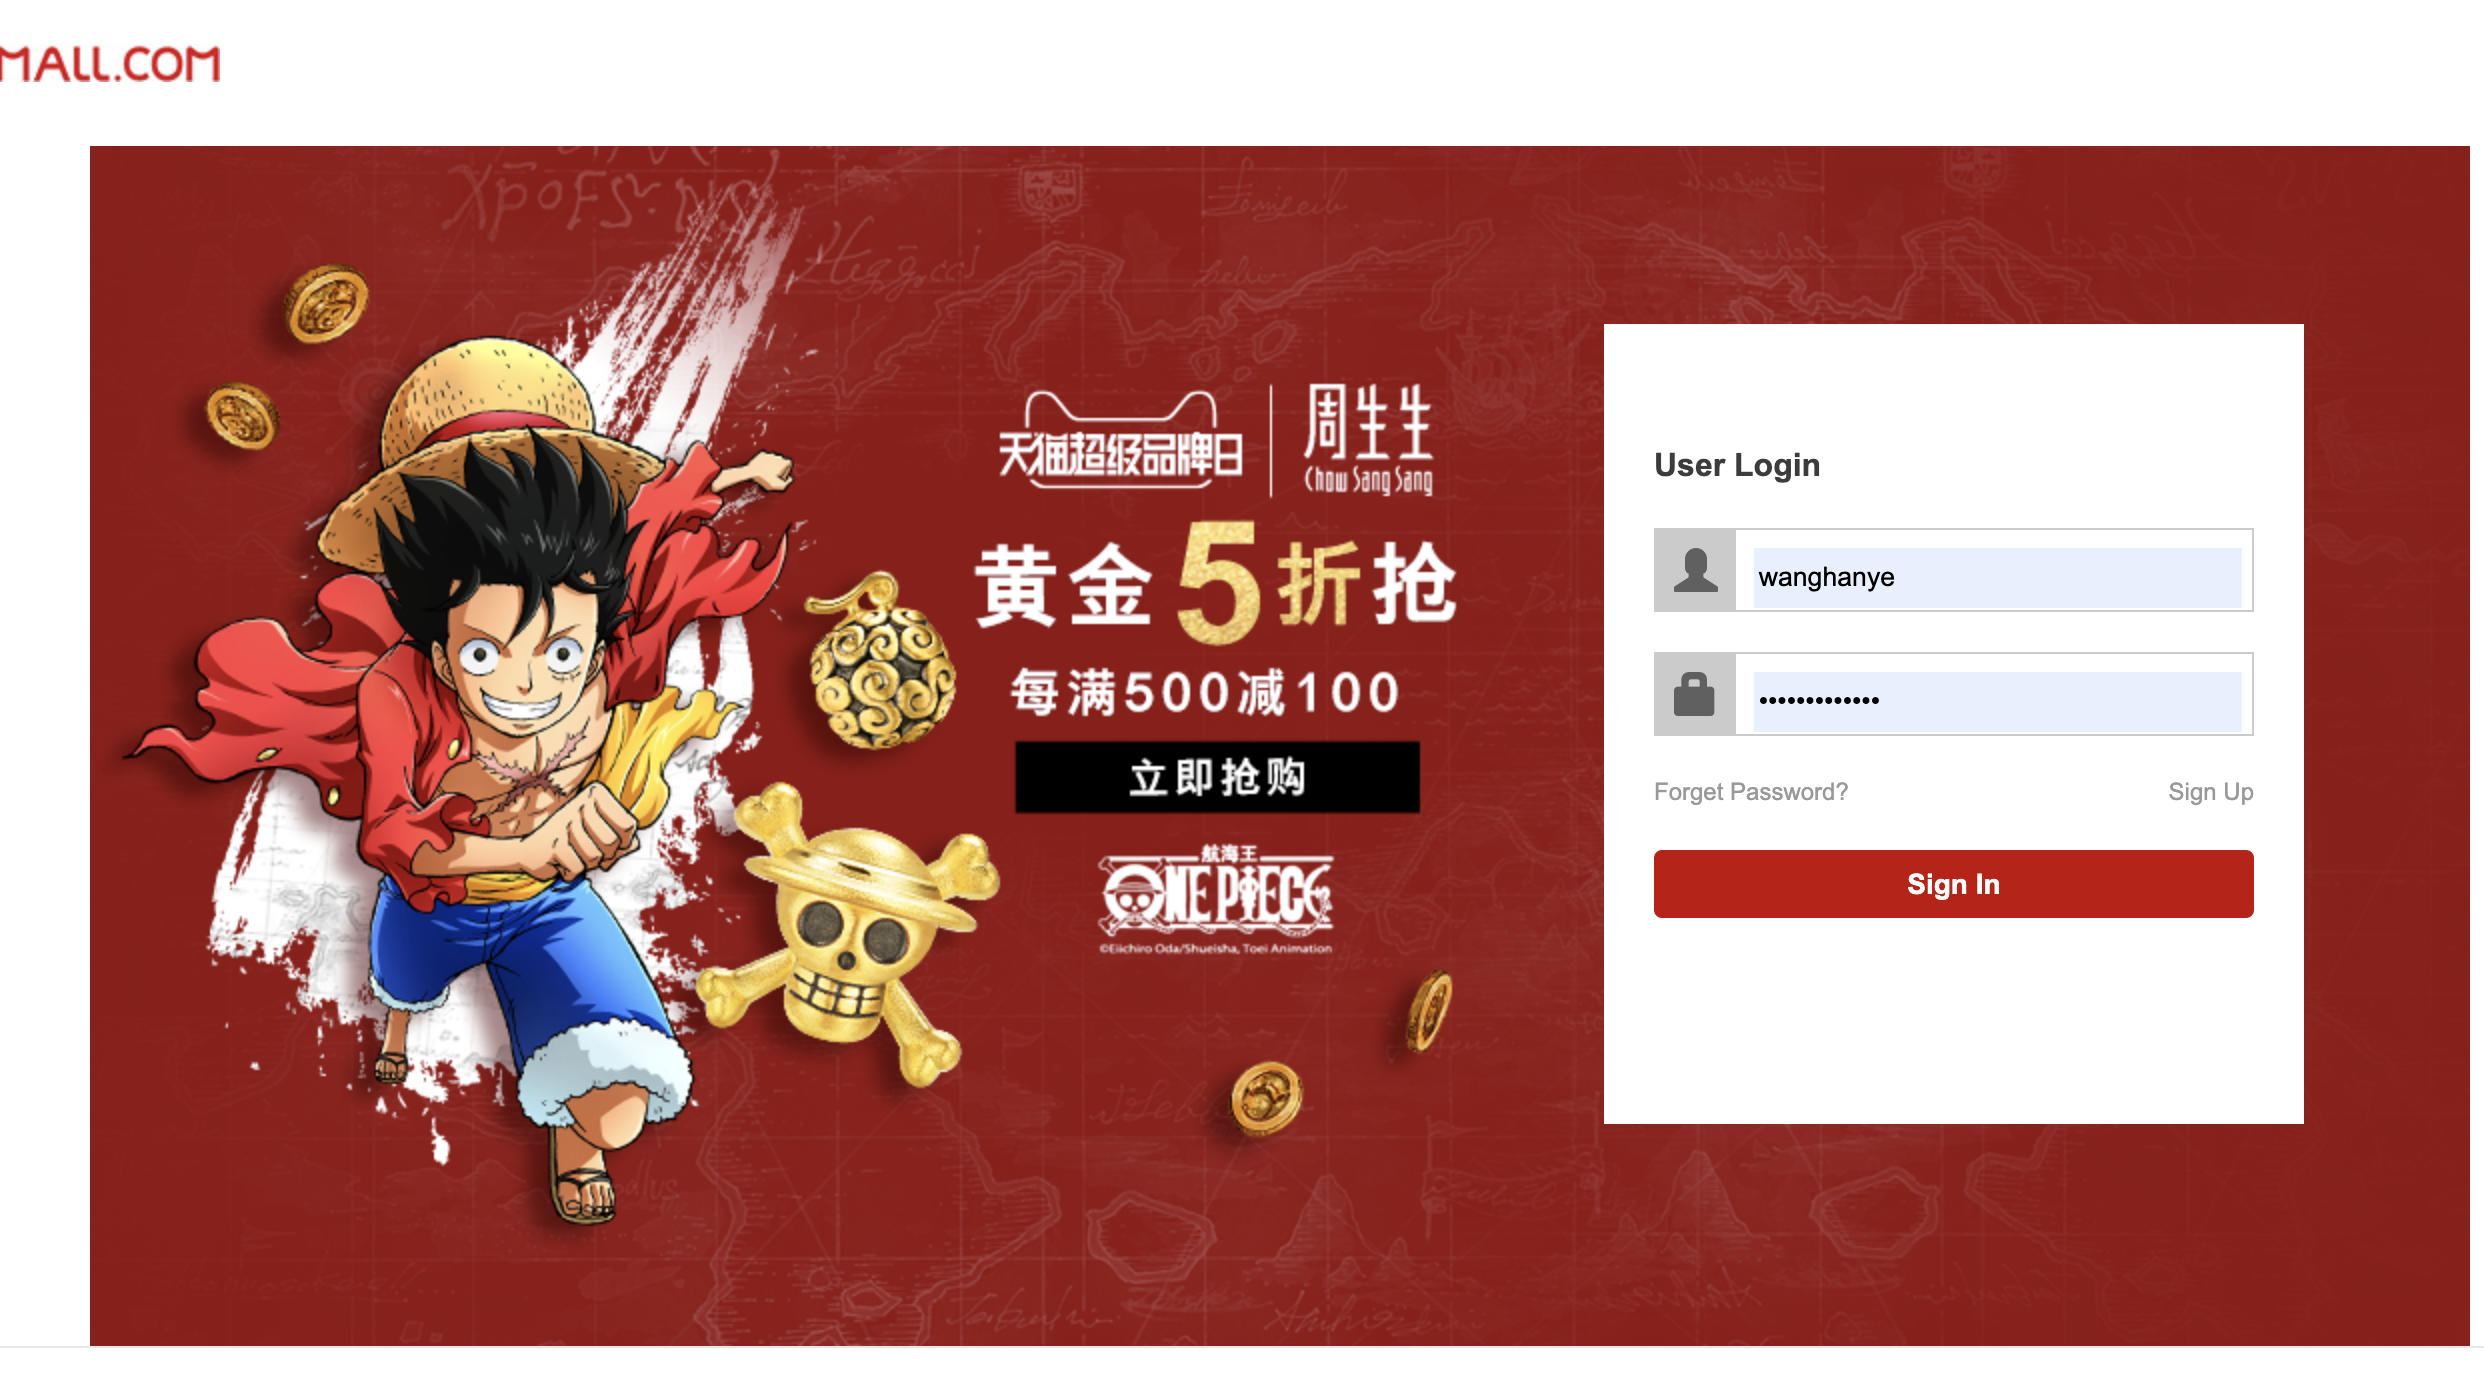 MALL.COM
天猫超级品牌日
周生生
Chow Sang Sang
黄金5折抢
每满500减100
立即抢购
航海王
ONE PIECE
©Eiichiro Oda/Shueisha, Toei Animation
User Login
wanghanye
•••••••••••••
Forget Password?
Sign Up
Sign In